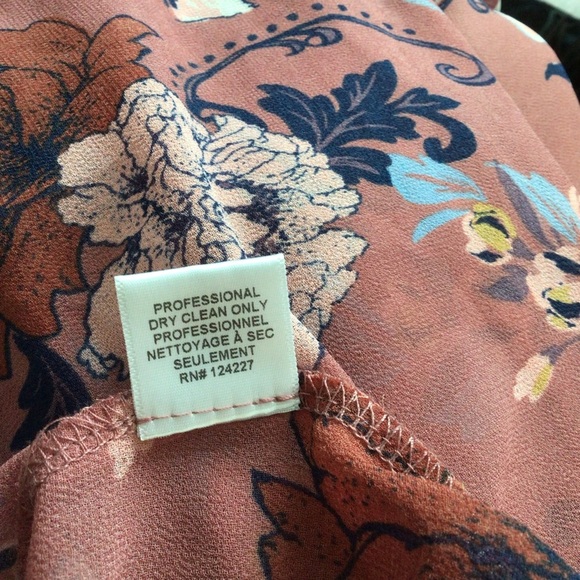 PROFESSIONAL
DRY CLEAN ONLY
PROFESSIONNEL
NETTOYAGE À SEC
SEULEMENT
RN# 124227